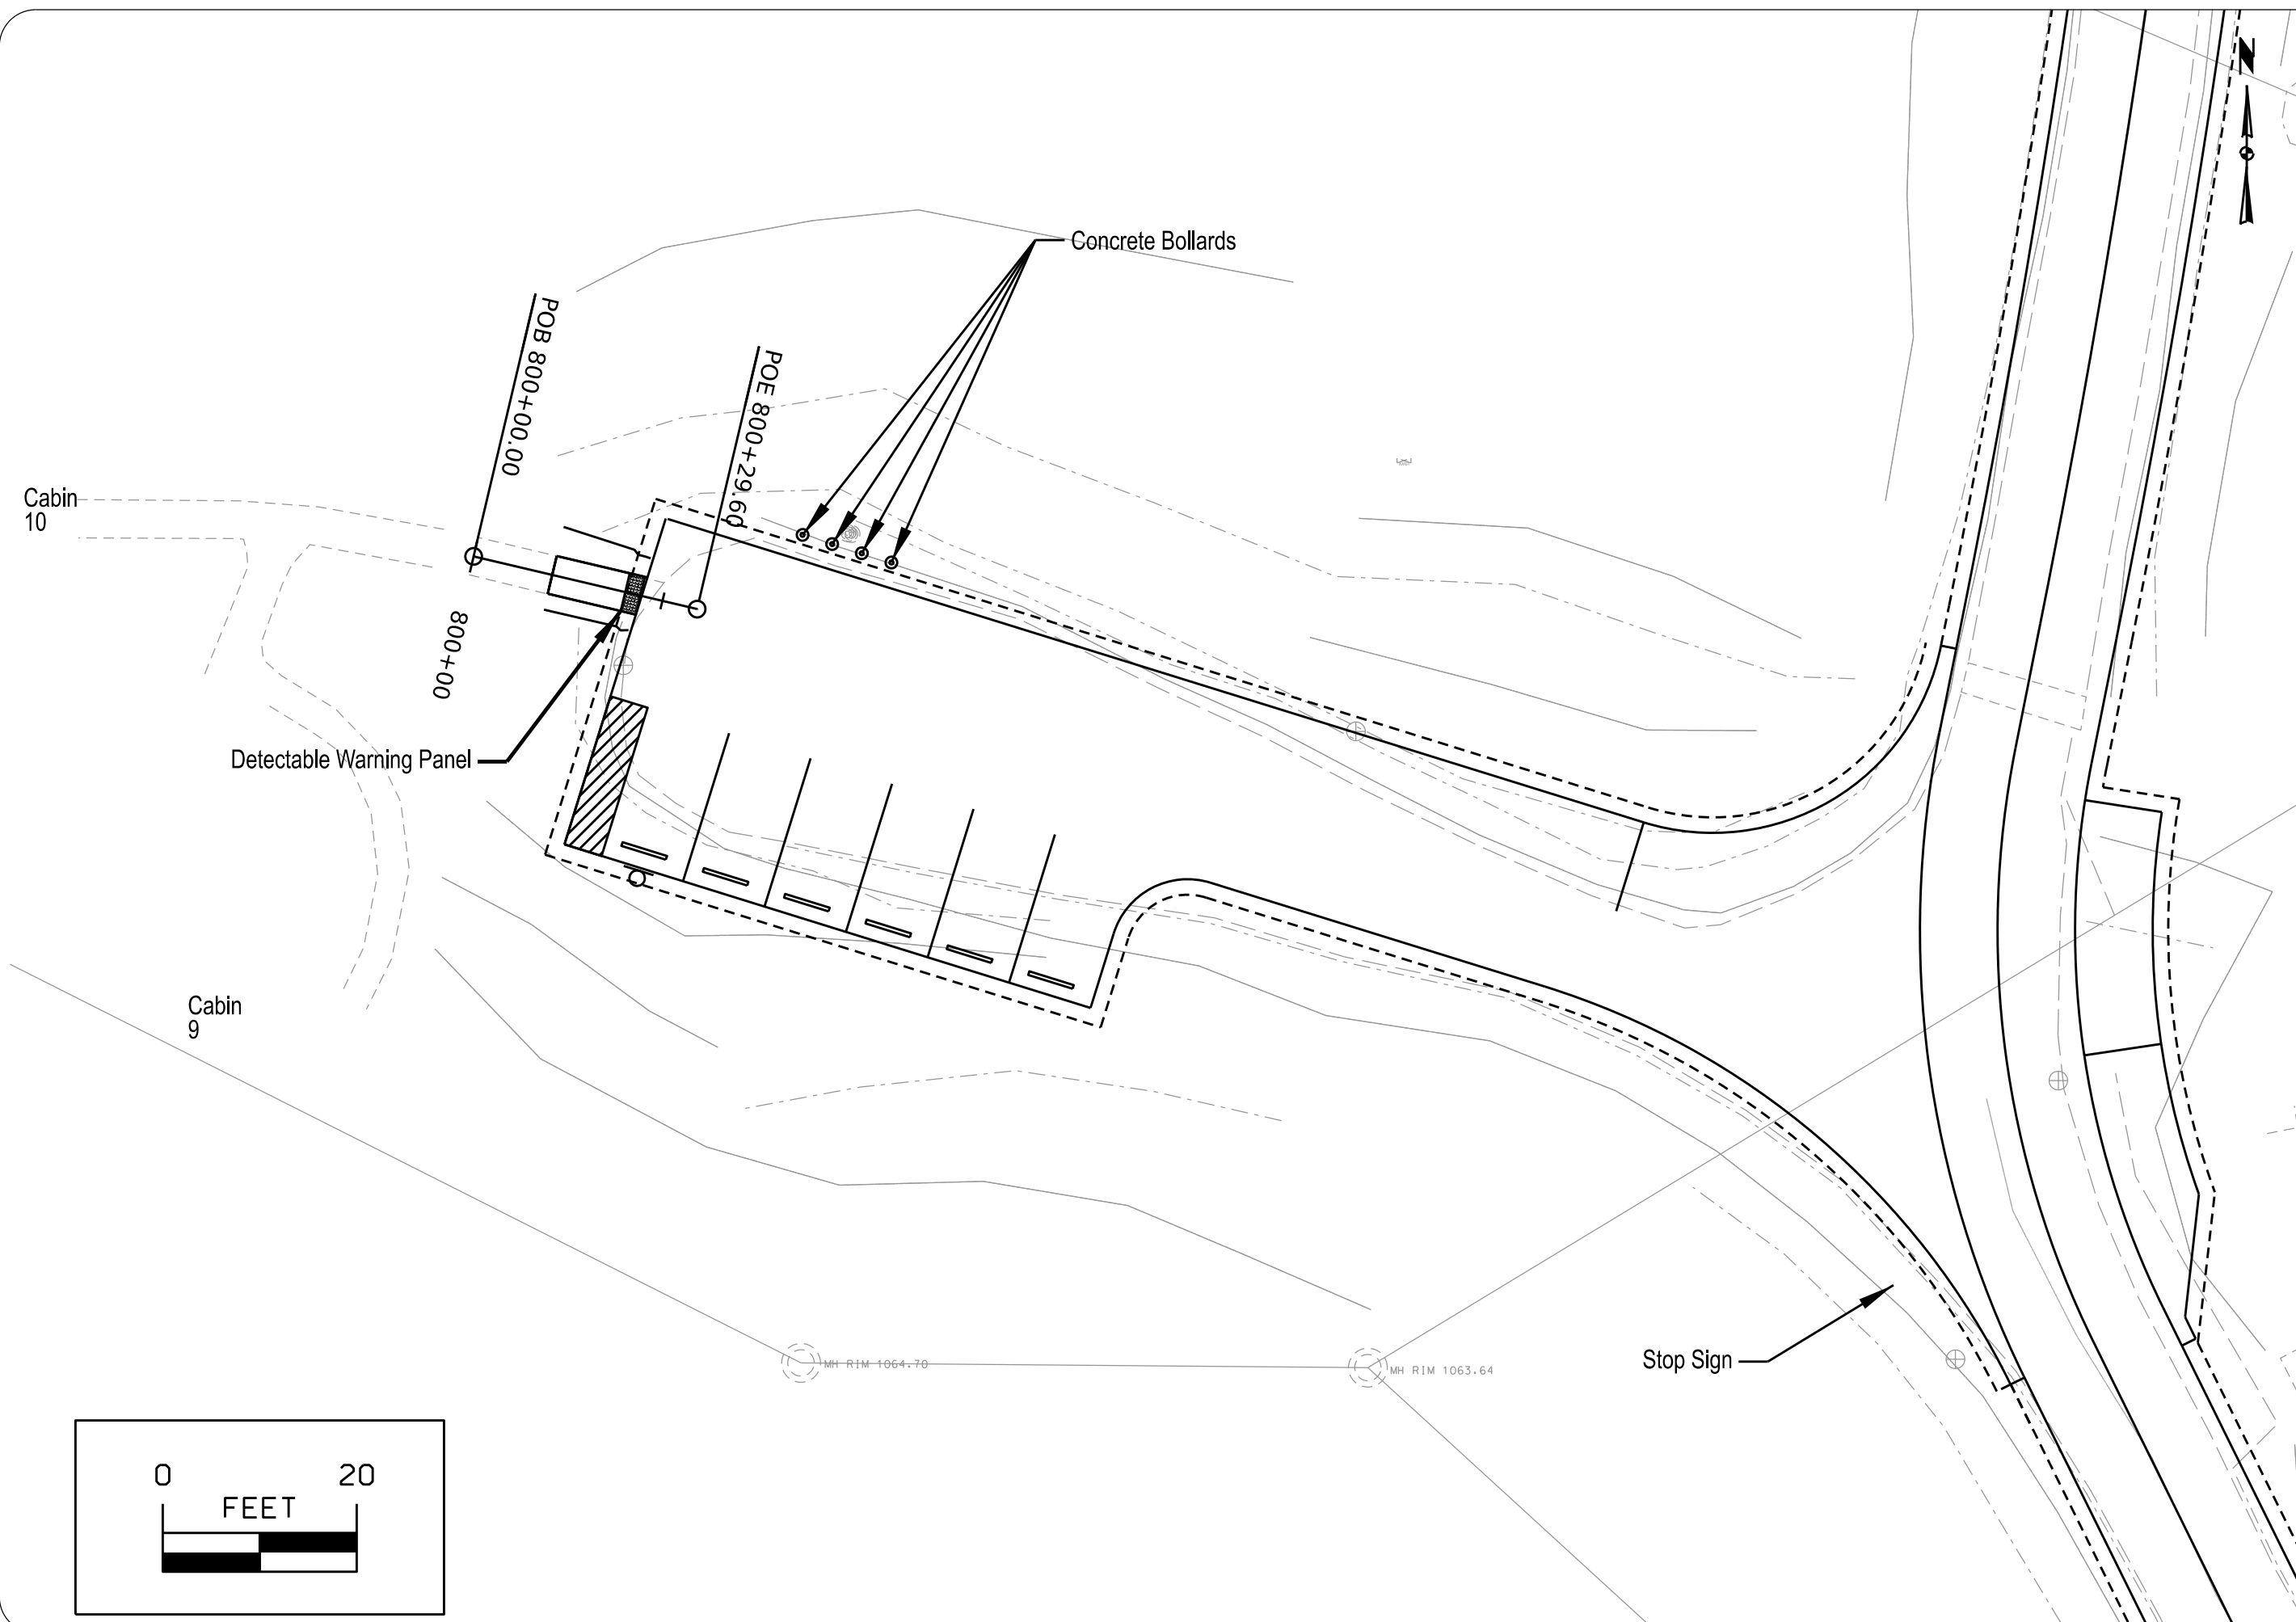 N
Concrete Bollards
POB 800+00.00
POE 800+29.60
Cabin
10
800+00
Detectable Warning Panel
Cabin
9
MH RIM 1064.70
MH RIM 1063.64
Stop Sign
0 20
FEET